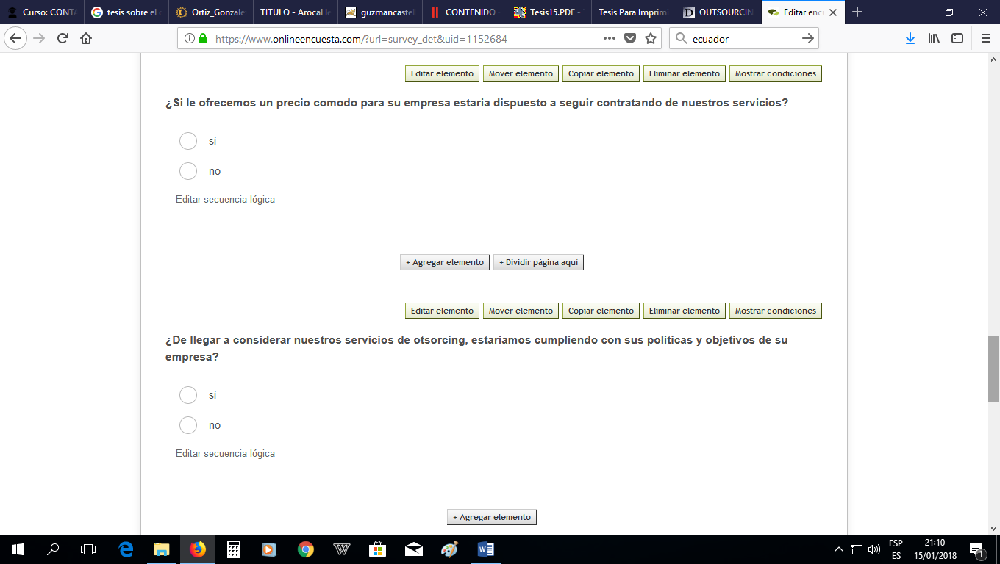 Curso: CONTA
tesis sobre el o
Ortiz_Gonzale
TITULO - ArocaHe
guzmancastel
CONTENIDO
Tesis15.PDF -
Tesis Para Imprimi
OUTSOURCIN
Editar encu
https://www.onlineencuesta.com/?url=survey_det&uid=1152684
ecuador
Editar elemento
Mover elemento
Copiar elemento
Eliminar elemento
Mostrar condiciones
¿Si le ofrecemos un precio comodo para su empresa estaria dispuesto a seguir contratando de nuestros servicios?
sí
no
Editar secuencia lógica
+ Agregar elemento
+ Dividir página aquí
Editar elemento
Mover elemento
Copiar elemento
Eliminar elemento
Mostrar condiciones
¿De llegar a considerar nuestros servicios de otsorcing, estariamos cumpliendo con sus politicas y objetivos de su
empresa?
sí
no
Editar secuencia lógica
+ Agregar elemento
ESP
21:10
ES
15/01/2018
1